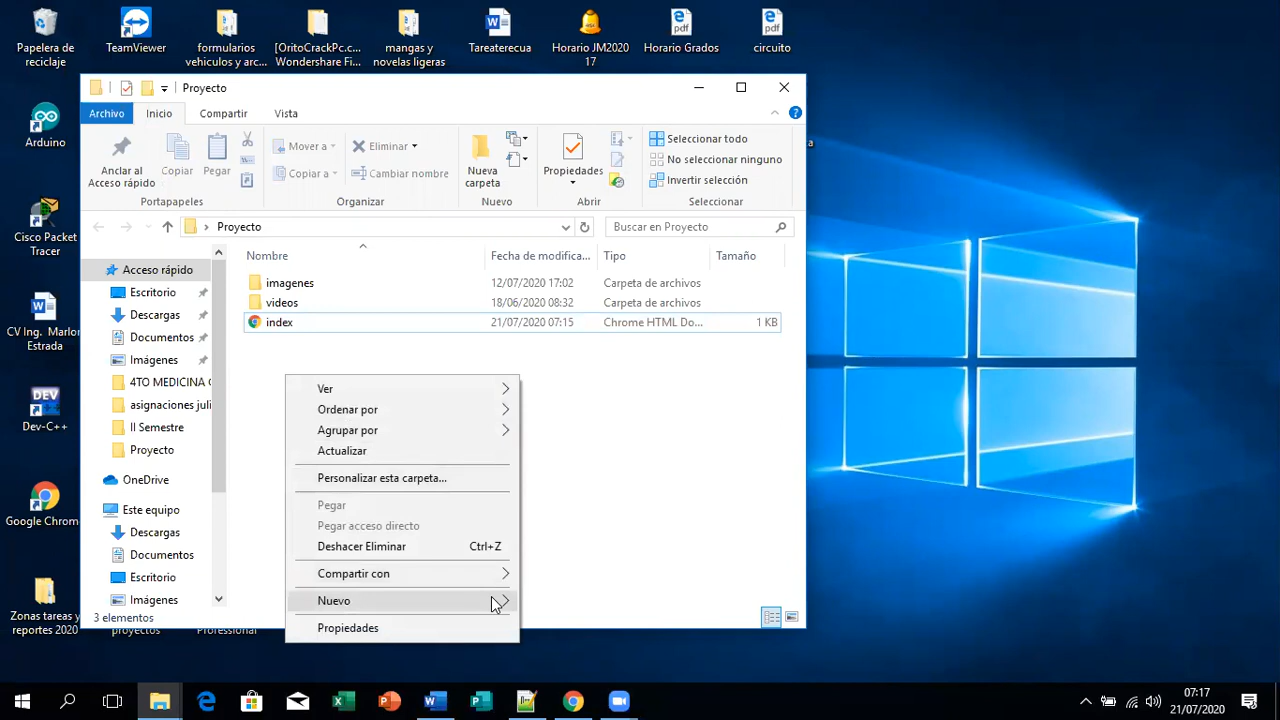 Papelera de
reciclaje
TeamViewer
formularios
vehiculos y arc...
[OritoCrackPc.c...
Wondershare Fi...
mangas y
novelas ligeras
Tareaterecua
Horario JM2020
17
Horario Grados
circuito
Arduino
Cisco Packet
Tracer
CV Ing. Marlon
Estrada
DEV
Dev-C++
Google Chrome
Zonas tareas y
reportes 2020
proyectos
Professional
Proyecto
Archivo
Inicio
Compartir
Vista
Anclar al
Acceso rápido
Copiar
Pegar
Portapapeles
Mover a
Copiar a
Eliminar
Cambiar nombre
Organizar
Nueva
carpeta
Nuevo
Propiedades
Abrir
Seleccionar todo
No seleccionar ninguno
Invertir selección
Seleccionar
Proyecto
Buscar en Proyecto
Nombre
Fecha de modifica...
Tipo
Tamaño
imagenes
12/07/2020 17:02
Carpeta de archivos
videos
18/06/2020 08:32
Carpeta de archivos
index
21/07/2020 07:15
Chrome HTML Do...
1 KB
Acceso rápido
Escritorio
Descargas
Documentos
Imágenes
4TO MEDICINA
asignaciones juli
II Semestre
Proyecto
OneDrive
Este equipo
Descargas
Documentos
Escritorio
Imágenes
3 elementos
Ver
Ordenar por
Agrupar por
Actualizar
Personalizar esta carpeta...
Pegar
Pegar acceso directo
Deshacer Eliminar Ctrl+Z
Compartir con
Nuevo
Propiedades
07:17
21/07/2020